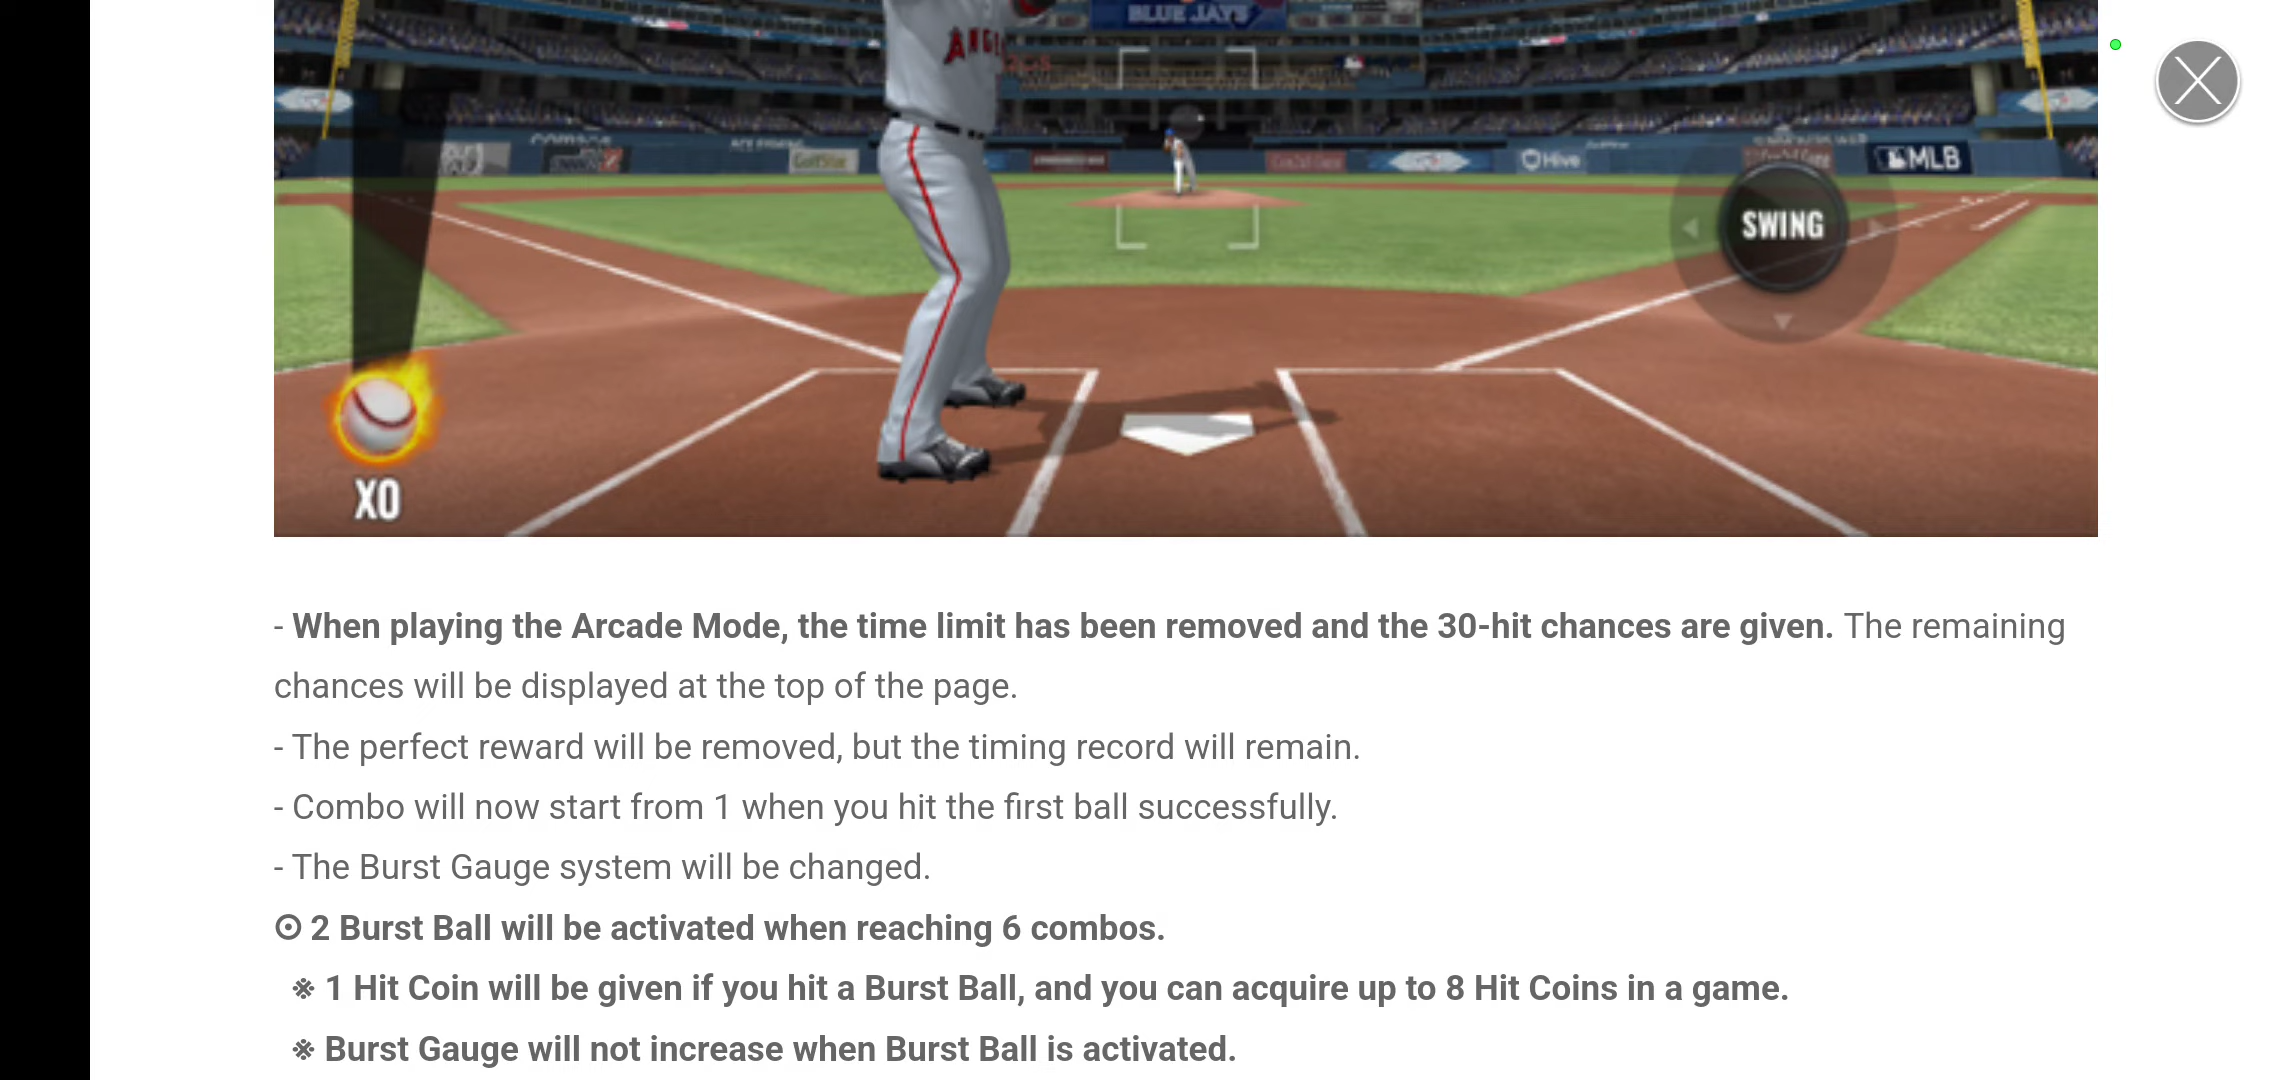 BLUE JAYS
ANGE
GolfStar
Hive
MLB
SWING
X0
- When playing the Arcade Mode, the time limit has been removed and the 30-hit chances are given. The remaining
chances will be displayed at the top of the page.
- The perfect reward will be removed, but the timing record will remain.
- Combo will now start from 1 when you hit the first ball successfully.
- The Burst Gauge system will be changed.
⊙ 2 Burst Ball will be activated when reaching 6 combos.
※ 1 Hit Coin will be given if you hit a Burst Ball, and you can acquire up to 8 Hit Coins in a game.
※ Burst Gauge will not increase when Burst Ball is activated.